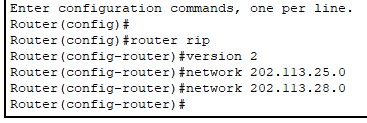 Enter configuration commands, one per line.
Router(config)#
Router(config)#router rip
Router(config-router)#version 2
Router(config-router)#network 202.113.25.0
Router(config-router)#network 202.113.28.0
Router(config-router)#